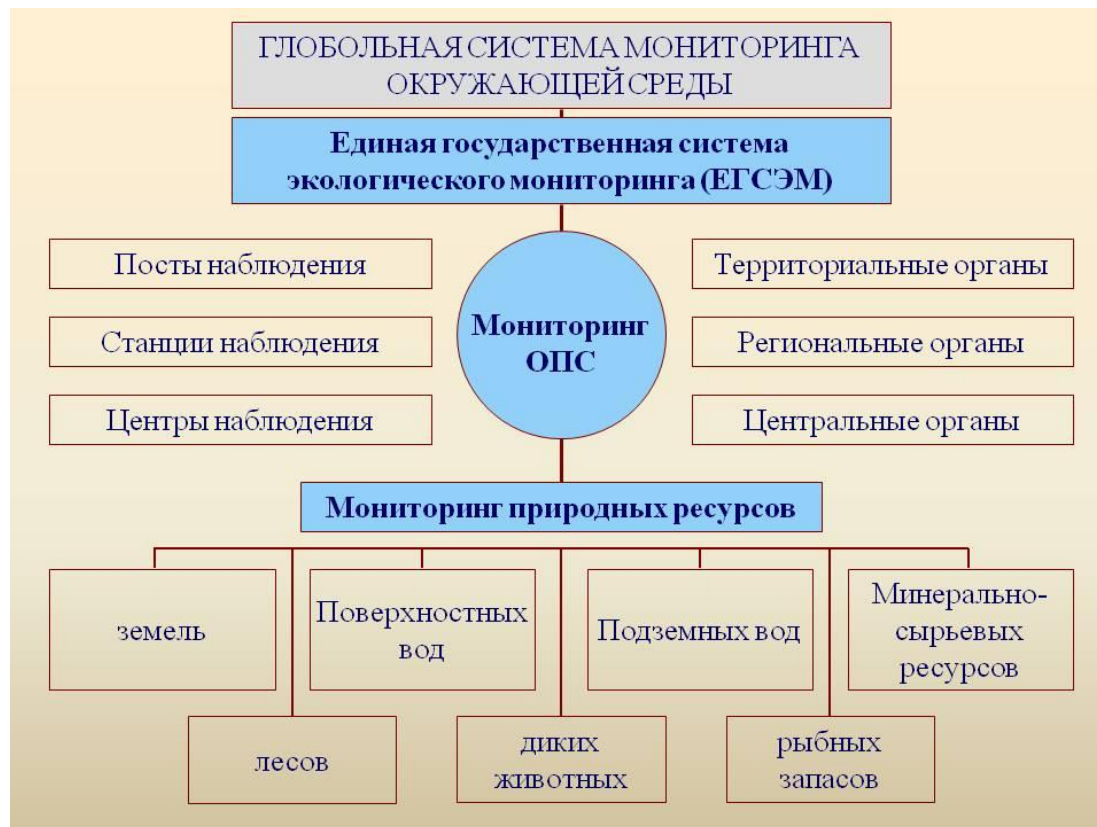 ГЛОБОЛЬНАЯ СИСТЕМА МОНИТОРИНГА
ОКРУЖАЮЩЕЙ СРЕДЫ
Единая государственная система
экологического мониторинга (ЕГСЭМ)
Посты наблюдения
Станции наблюдения
Центры наблюдения
Мониторинг
ОПС
Территориальные органы
Региональные органы
Центральные органы
Мониторинг природных ресурсов
земель
Поверхностных
вод
Подземных вод
Минерально-
сырьевых
ресурсов
лесов
диких
животных
рыбных
запасов